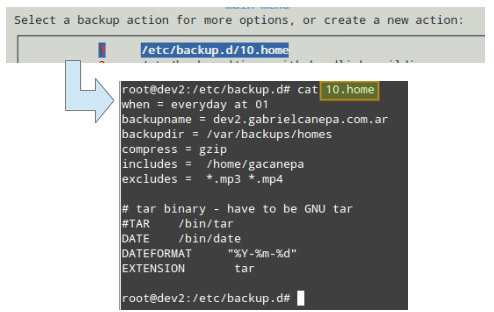 main menu
Select a backup action for more options, or create a new action:
1 /etc/backup.d/10.home
root@dev2:/etc/backup.d# cat 10.home
when = everyday at 01
backupname = dev2.gabrielcanepa.com.ar
backupdir = /var/backups/homes
compress = gzip
includes =  /home/gacanepa
excludes =  *.mp3 *.mp4
# tar binary - have to be GNU tar
#TAR    /bin/tar
DATE    /bin/date
DATEFORMAT     "%Y-%m-%d"
EXTENSION       tar
root@dev2:/etc/backup.d#